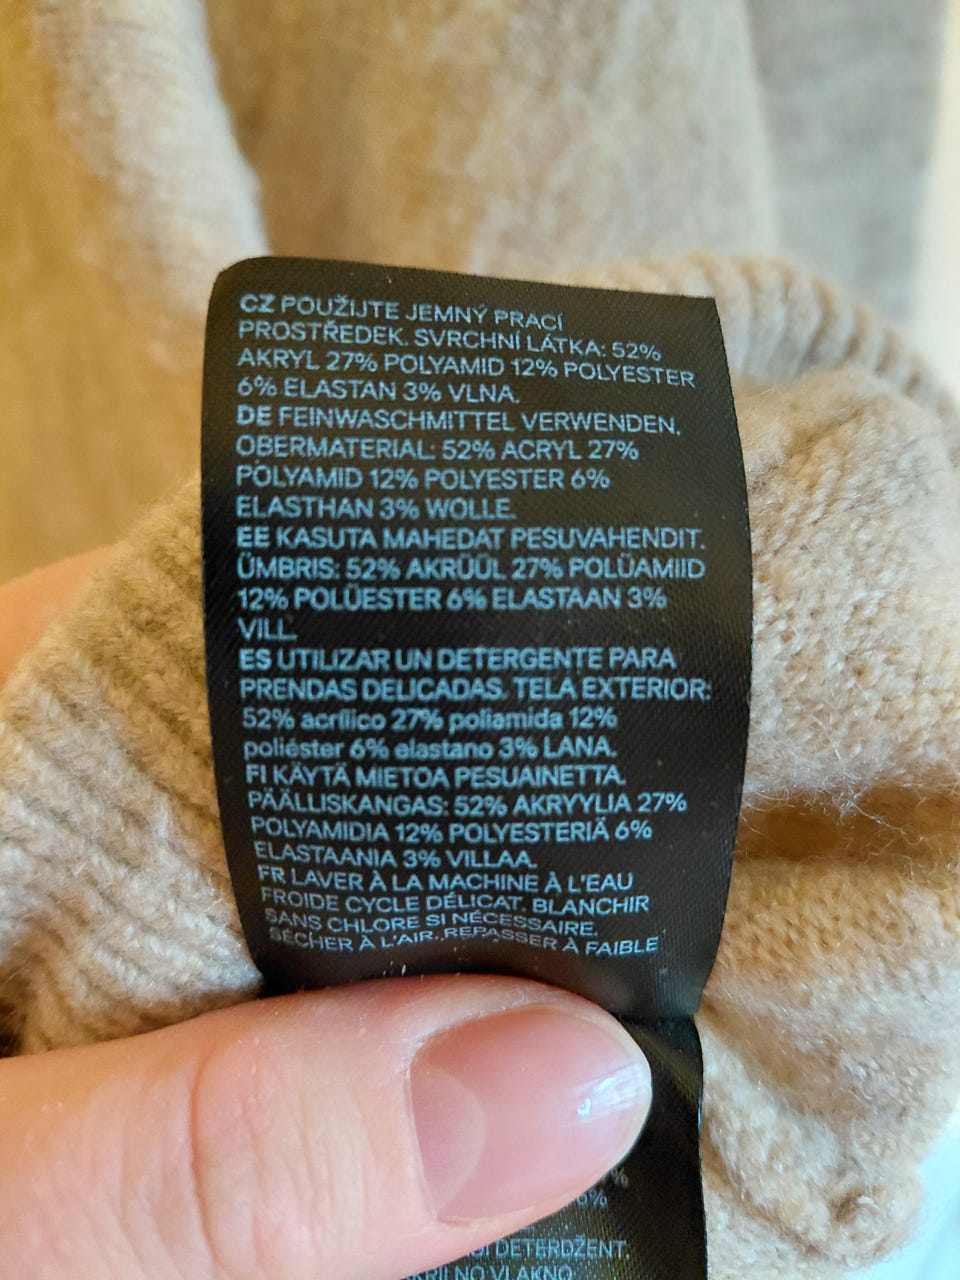 CZ POUŽIJTE JEMNÝ PRACÍ
PROSTŘEDEK. SVRCHNÍ LÁTKA: 52%
AKRYL 27% POLYAMID 12% POLYESTER
6% ELASTAN 3% VLNA.
DE FEINWASCHMITTEL VERWENDEN.
OBERMATERIAL: 52% ACRYL 27%
POLYAMID 12% POLYESTER 6%
ELASTHAN 3% WOLLE.
EE KASUTA MAHEDAT PESUVAHENDIT.
ÜMBRIS: 52% AKRÜÜL 27% POLÜAMIID
12% POLÜESTER 6% ELASTAAN 3%
VILL.
ES UTILIZAR UN DETERGENTE PARA
PRENDAS DELICADAS. TELA EXTERIOR:
52% acrílico 27% poliamida 12%
poliéster 6% elastano 3% LANA.
FI KÄYTÄ MIETOA PESUAINETTA.
PÄÄLLISKANGAS: 52% AKRYYLIA 27%
POLYAMIDIA 12% POLYESTERIÄ 6%
ELASTAANIA 3% VILLAA.
FR LAVER À LA MACHINE À L'EAU
FROIDE CYCLE DÉLICAT. BLANCHIR
SANS CHLORE SI NÉCESSAIRE.
SÉCHER À L'AIR. REPASSER À FAIBLE
DETERDŽENT.
VLAKNO